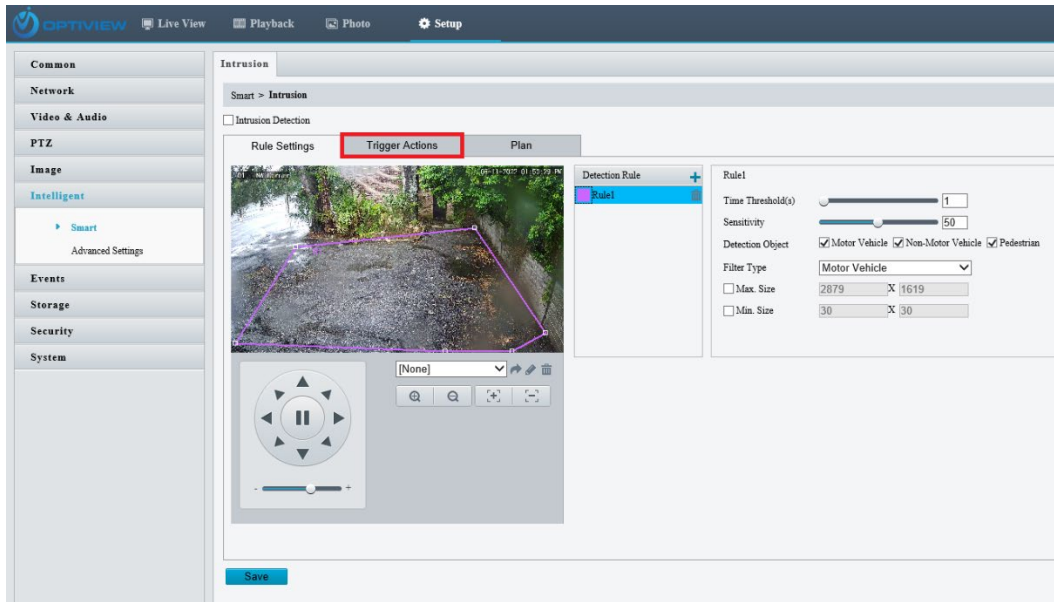 OPTIVIEW Live View Playback Photo Setup
Common
Network
Video & Audio
PTZ
Image
Intelligent
Smart
Advanced Settings
Events
Storage
Security
System
Intrusion
Smart > Intrusion
Intrusion Detection
Rule Settings Trigger Actions Plan
01
Detection Rule +
Rule1
Rule1
Time Threshold(s) 1
Sensitivity 50
Detection Object Motor Vehicle Non-Motor Vehicle Pedestrian
Filter Type Motor Vehicle
Max. Size 2879 X 1619
Min. Size 30 X 30
[None]
- +
Save